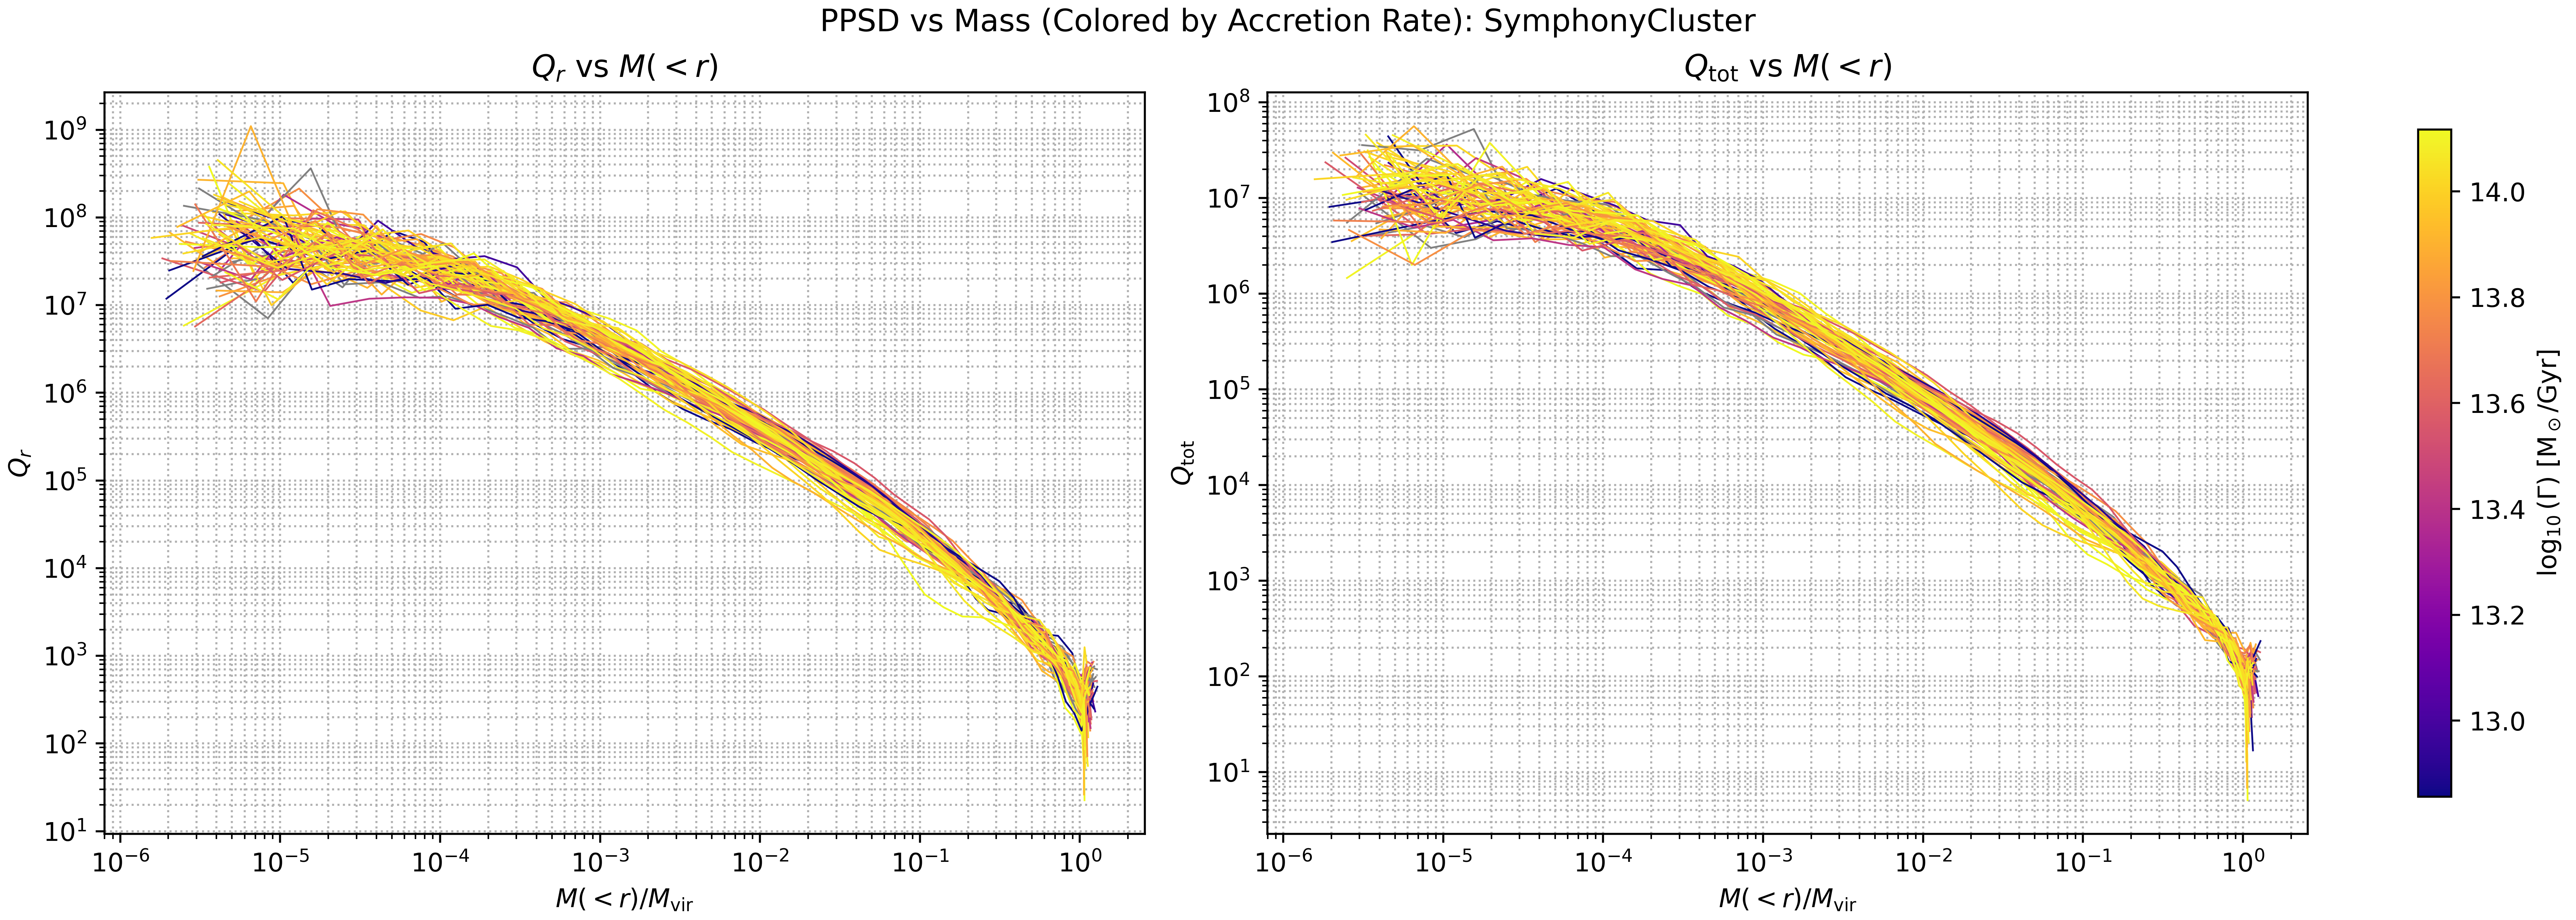 PPSD vs Mass (Colored by Accretion Rate): SymphonyCluster
Q_r vs M(< r)
10^9
10^8
10^7
10^6
10^5
10^4
10^3
10^2
10^1
Q_r
10^−6 10^−5 10^−4 10^−3 10^−2 10^−1 10^0
M(< r)/M_vir
Q_tot vs M(< r)
10^8
10^7
10^6
10^5
10^4
10^3
10^2
10^1
Q_tot
10^−6 10^−5 10^−4 10^−3 10^−2 10^−1 10^0
M(< r)/M_vir
14.0
13.8
13.6
13.4
13.2
13.0
log_10(Γ) [M_⊙/Gyr]